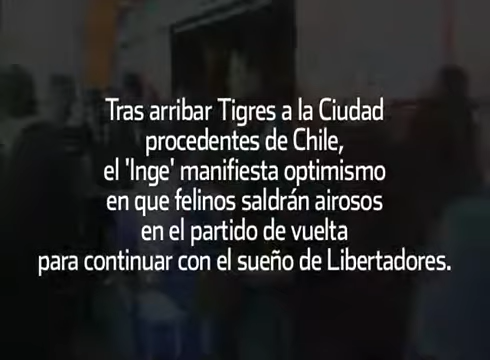 Tras arribar Tigres a la Ciudad
procedentes de Chile,
el 'Inge' manifiesta optimismo
en que felinos saldrán airosos
en el partido de vuelta
para continuar con el sueño de Libertadores.